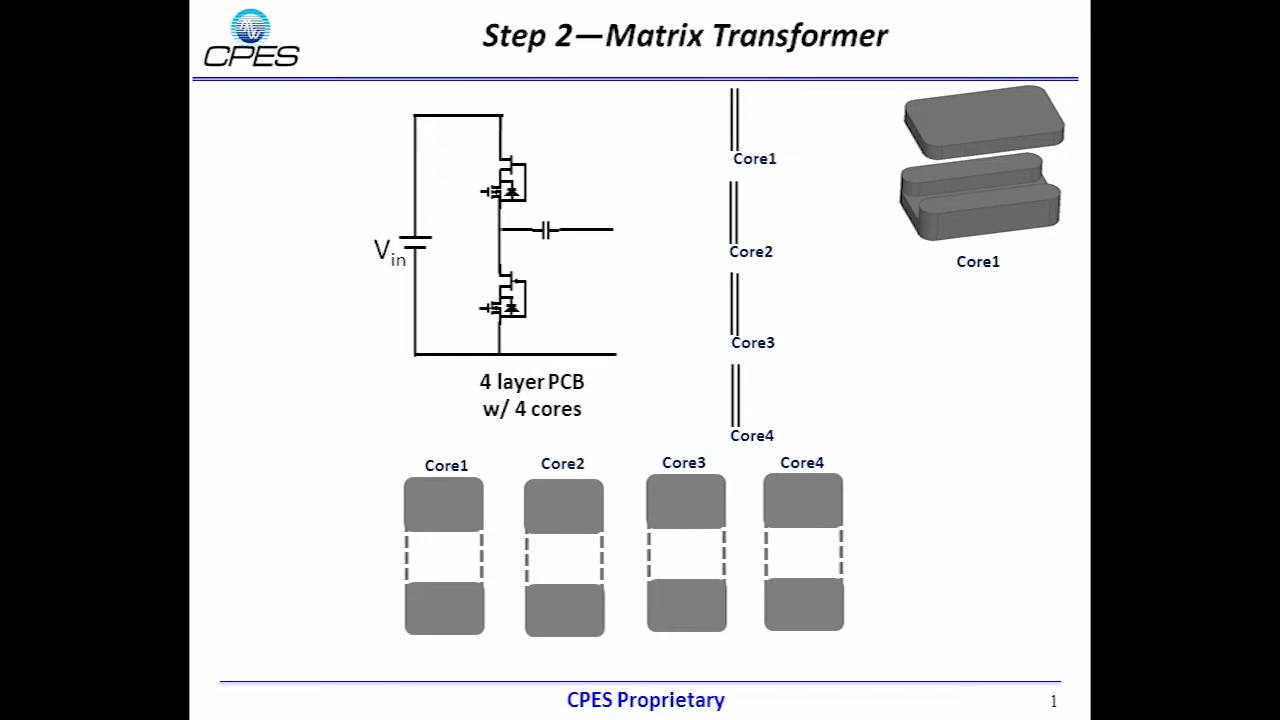 CPES
Step 2—Matrix Transformer
Core1
Core2
Core3
Core4
Core1
Vin
4 layer PCB
w/ 4 cores
Core1 Core2 Core3 Core4
CPES Proprietary
1